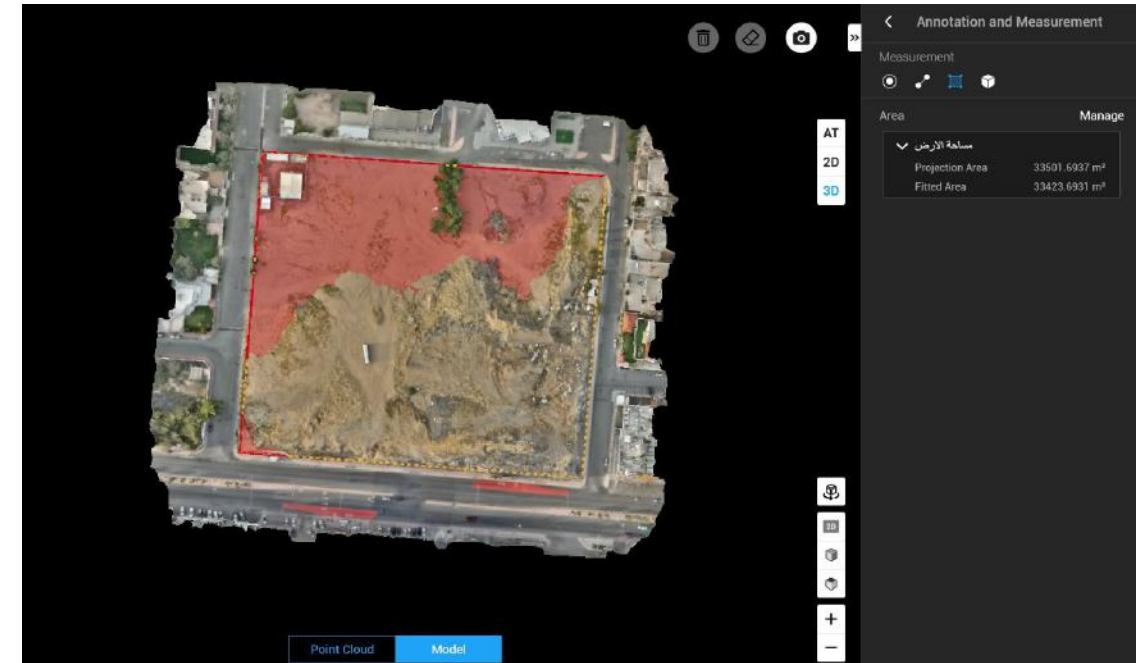 Annotation and Measurement
Measurement
Area
Manage
مساحة الارض
Projection Area 33501.6937 m²
Fitted Area 33423.6931 m²
AT
2D
3D
2D
Point Cloud
Model